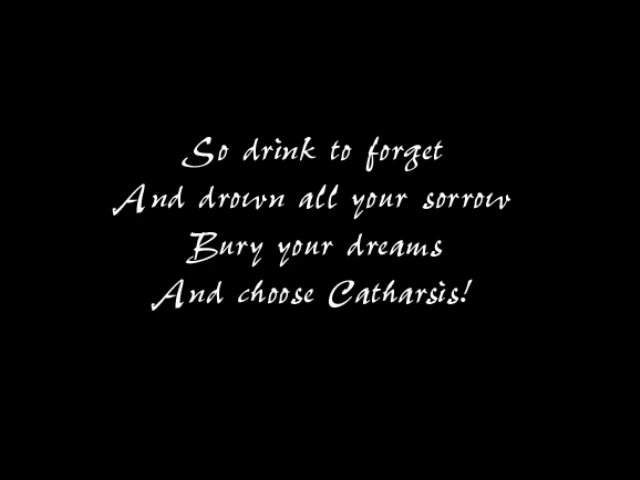 So drink to forget
And drown all your sorrow
Bury your dreams
And choose Catharsis!